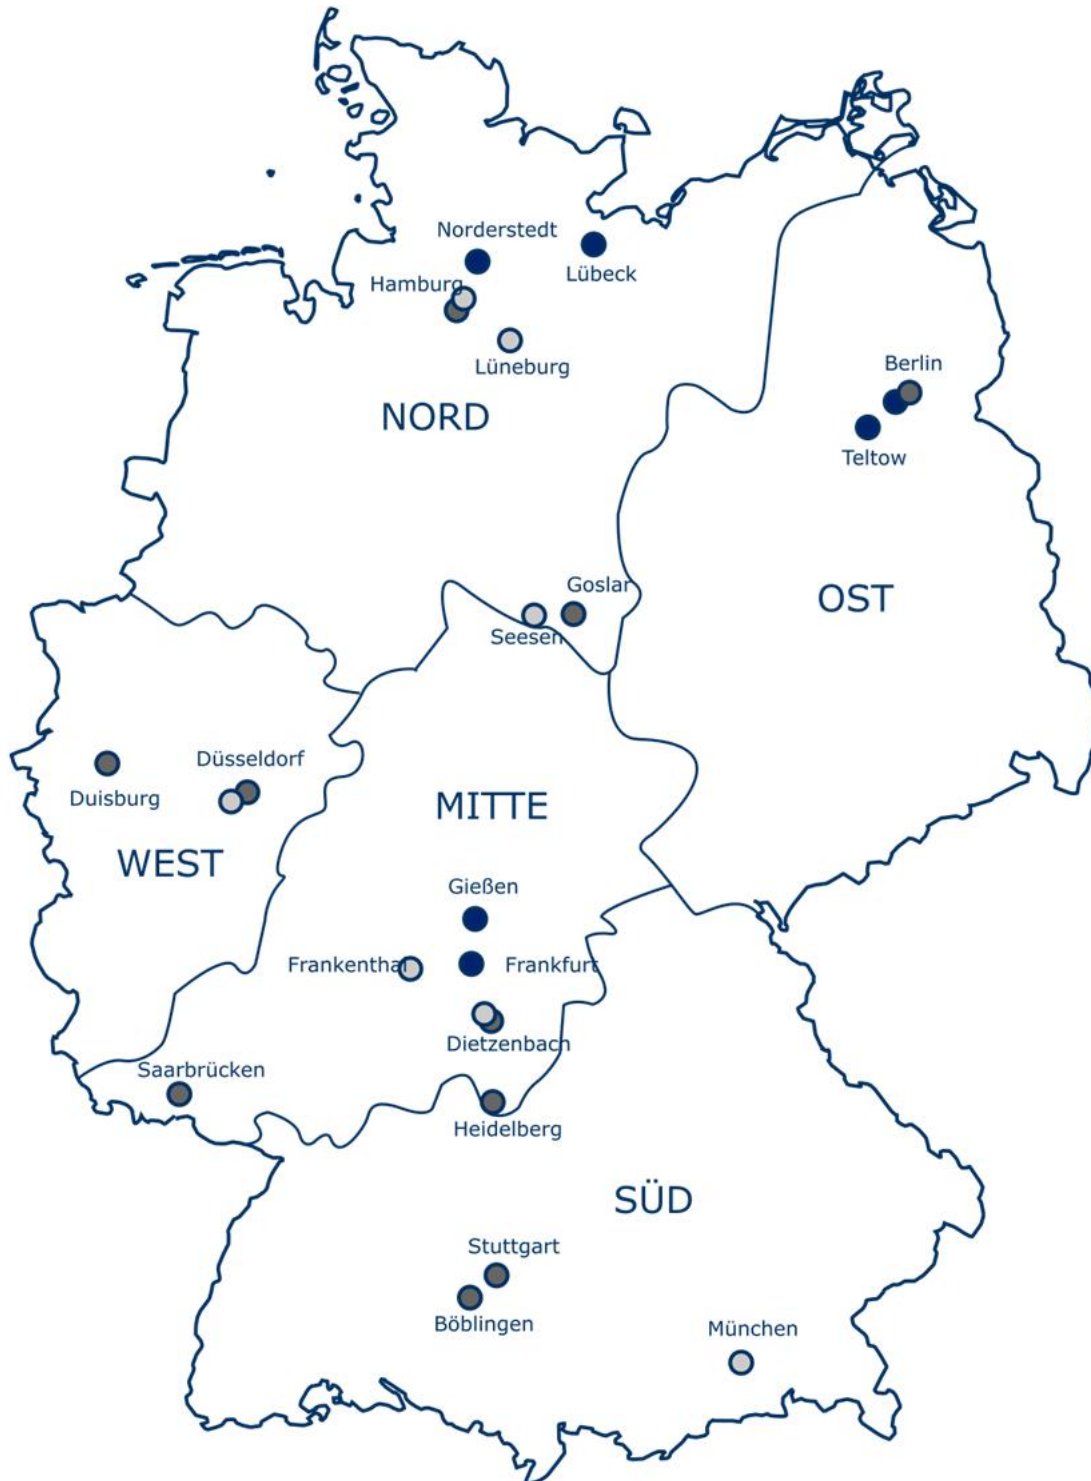 Norderstedt
Lübeck
Hamburg
Lüneburg
Berlin
NORD
Teltow
Goslar
OST
Seesen
Düsseldorf
Duisburg
MITTE
WEST
Gießen
Frankenthal
Frankfurt
Dietzenbach
Saarbrücken
Heidelberg
SÜD
Stuttgart
Böblingen
München